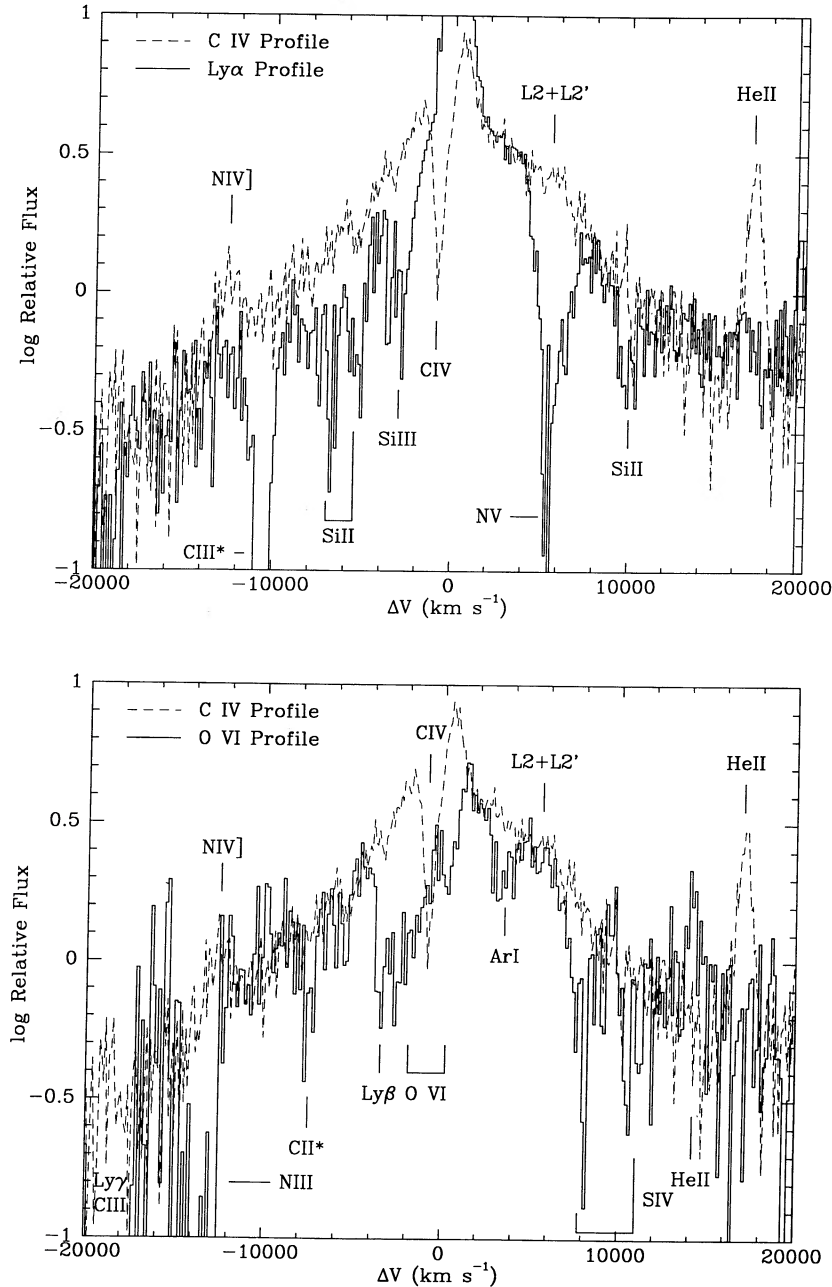 1
0.5
0
−0.5
−1
log Relative Flux
C IV Profile
Lyα Profile
L2+L2'
HeII
NIV]
CIV
SiIII
SiII
SiII
NV
CIII*
−20000
−10000
0
10000
20000
ΔV (km s⁻¹)
1
0.5
0
−0.5
−1
log Relative Flux
C IV Profile
O VI Profile
CIV
L2+L2'
HeII
NIV]
ArI
Lyβ
O VI
CII*
NIII
Lyγ
CIII
HeII
SIV
−20000
−10000
0
10000
20000
ΔV (km s⁻¹)